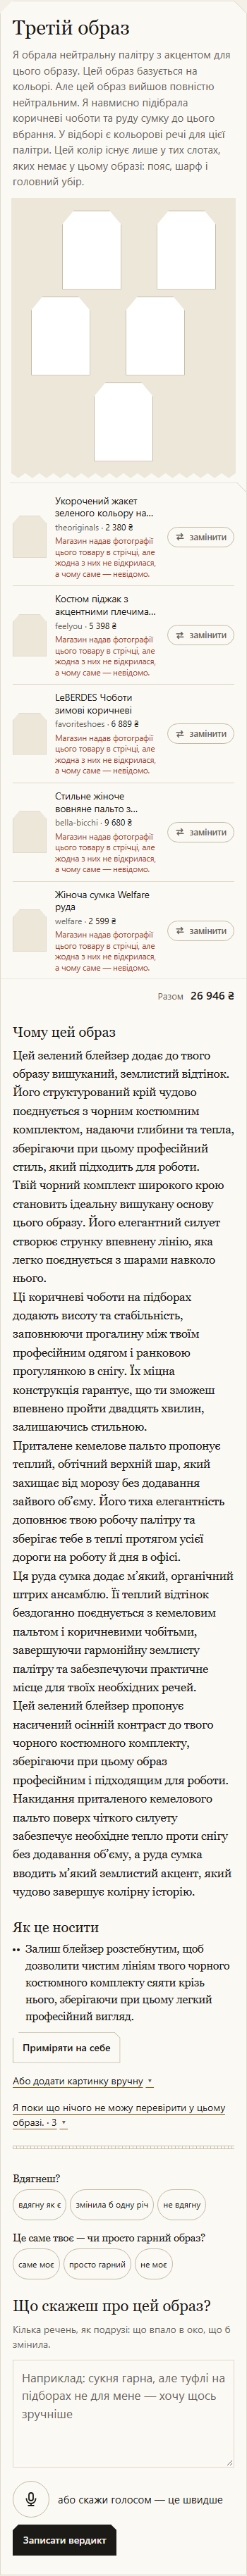 Третій образ
Я обрала нейтральну палітру з акцентом для
цього образу. Цей образ базується на
кольорі. Але цей образ вийшов повністю
нейтральним. Я навмисно підібрала
коричневі чоботи та руду сумку до цього
вбрання. У відборі є кольорові речі для цієї
палітри. Цей колір існує лише у тих слотах,
яких немає у цьому образі: пояс, шарф і
головний убір.
Укорочений жакет
зеленого кольору на...
theoriginals · 2 380 ₴
Магазин надав фотографії
цього товару в стрічці, але
жодна з них не відкрилася,
а чому саме — невідомо.
замінити
Костюм піджак з
акцентними плечима...
feelyou · 5 398 ₴
Магазин надав фотографії
цього товару в стрічці, але
жодна з них не відкрилася,
а чому саме — невідомо.
замінити
LeBERDES Чоботи
зимові коричневі
favoriteshoes · 6 889 ₴
Магазин надав фотографії
цього товару в стрічці, але
жодна з них не відкрилася,
а чому саме — невідомо.
замінити
Стильне жіноче
вовняне пальто з...
bella-bicchi · 9 680 ₴
Магазин надав фотографії
цього товару в стрічці, але
жодна з них не відкрилася,
а чому саме — невідомо.
замінити
Жіноча сумка Welfare
руда
welfare · 2 599 ₴
Магазин надав фотографії
цього товару в стрічці, але
жодна з них не відкрилася,
а чому саме — невідомо.
замінити
Разом 26 946 ₴
Чому цей образ
Цей зелений блейзер додає до твого
образу вишуканий, землистий відтінок.
Його структурований крій чудово
поєднується з чорним костюмним
комплектом, надаючи глибини та тепла,
зберігаючи при цьому професійний
стиль, який підходить для роботи.
Твій чорний комплект широкого крою
становить ідеальну вишукану основу
цього образу. Його елегантний силует
створює струнку впевнену лінію, яка
легко поєднується з шарами навколо
нього.
Ці коричневі чоботи на підборах
додають висоту та стабільність,
заповнюючи прогалину між твоїм
професійним одягом і ранковою
прогулянкою в снігу. Їх міцна
конструкція гарантує, що ти зможеш
впевнено пройти двадцять хвилин,
залишаючись стильною.
Приталене кемелове пальто пропонує
теплий, обтічний верхній шар, який
захищає від морозу без додавання
зайвого об’єму. Його тиха елегантність
доповнює твою робочу палітру та
зберігає тебе в теплі протягом усієї
дороги на роботу й дня в офісі.
Ця руда сумка додає м’який, органічний
штрих ансамблю. Її теплий відтінок
бездоганно поєднується з кемеловим
пальтом і коричневими чобітьми,
завершуючи гармонійну землисту
палітру та забезпечуючи практичне
місце для твоїх необхідних речей.
Цей зелений блейзер пропонує
насичений осінній контраст до твого
чорного костюмного комплекту,
зберігаючи при цьому образ
професійним і підходящим для роботи.
Накидання приталеного кемелового
пальто поверх чіткого силуету
забезпечує необхідне тепло проти снігу
без додавання об’єму, а руда сумка
вводить м’який землистий акцент, який
чудово завершує колірну історію.
Як це носити
Залиш блейзер розстебнутим, щоб
дозволити чистим лініям твого чорного
костюмного комплекту сяяти крізь
нього, зберігаючи при цьому легкий
професійний вигляд.
Приміряти на себе
Або додати картинку вручну
Я поки що нічого не можу перевірити у цьому
образі. · 3
Вдягнеш?
вдягну як є
змінила б одну річ
не вдягну
Це саме твоє — чи просто гарний образ?
саме моє
просто гарний
не моє
Що скажеш про цей образ?
Кілька речень, як подрузі: що впало в око, що б
змінила.
Наприклад: сукня гарна, але туфлі на
підборах не для мене — хочу щось
зручніше
або скажи голосом — це швидше
Записати вердикт